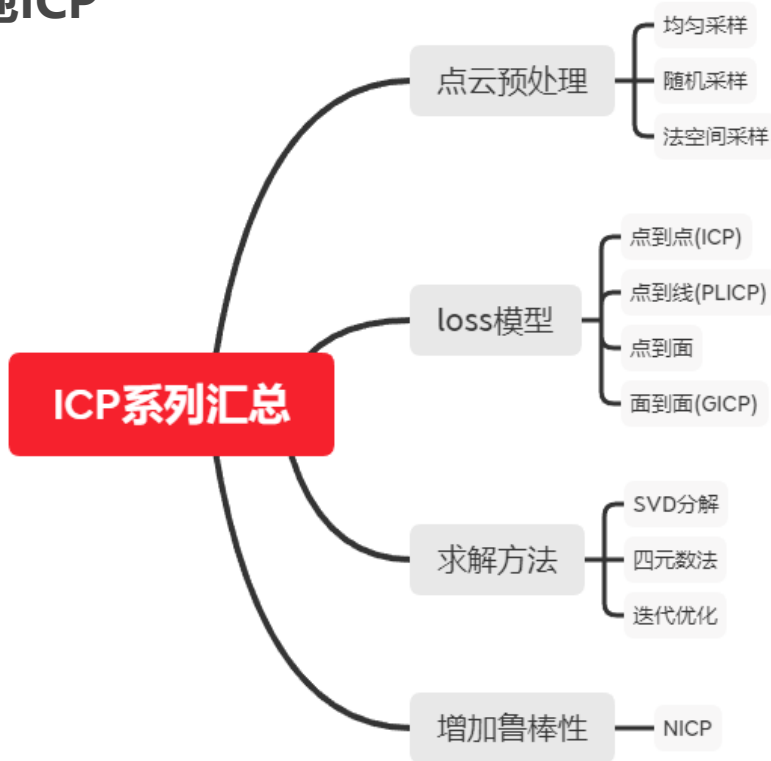 ICP
点云预处理
均匀采样
随机采样
法空间采样
loss模型
点到点(ICP)
点到线(PLICP)
点到面
面到面(GICP)
ICP系列汇总
求解方法
SVD分解
四元数法
迭代优化
增加鲁棒性
NICP